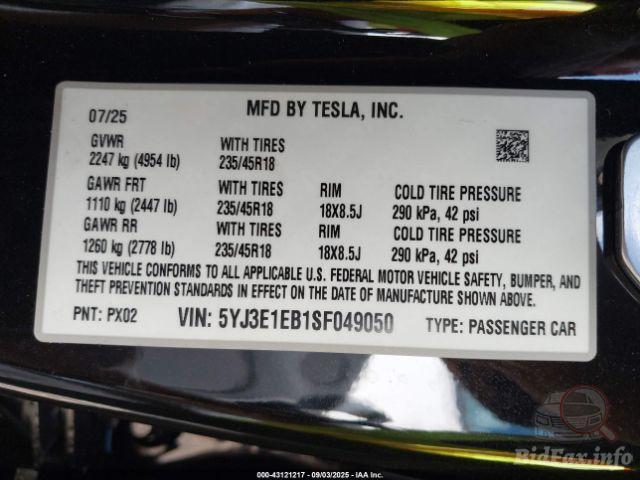 07/25 MFD BY TESLA, INC.
GVWR WITH TIRES
2247 kg (4954 lb) 235/45R18
GAWR FRT WITH TIRES RIM COLD TIRE PRESSURE
1110 kg (2447 lb) 235/45R18 18X8.5J 290 kPa, 42 psi
GAWR RR WITH TIRES RIM COLD TIRE PRESSURE
1260 kg (2778 lb) 235/45R18 18X8.5J 290 kPa, 42 psi
THIS VEHICLE CONFORMS TO ALL APPLICABLE U.S. FEDERAL MOTOR VEHICLE SAFETY, BUMPER, AND
THEFT PREVENTION STANDARDS IN EFFECT ON THE DATE OF MANUFACTURE SHOWN ABOVE.
PNT: PX02 VIN: 5YJ3E1EB1SF049050 TYPE: PASSENGER CAR
BidFax.info
000-43121217 - 09/03/2025 - IAA Inc.